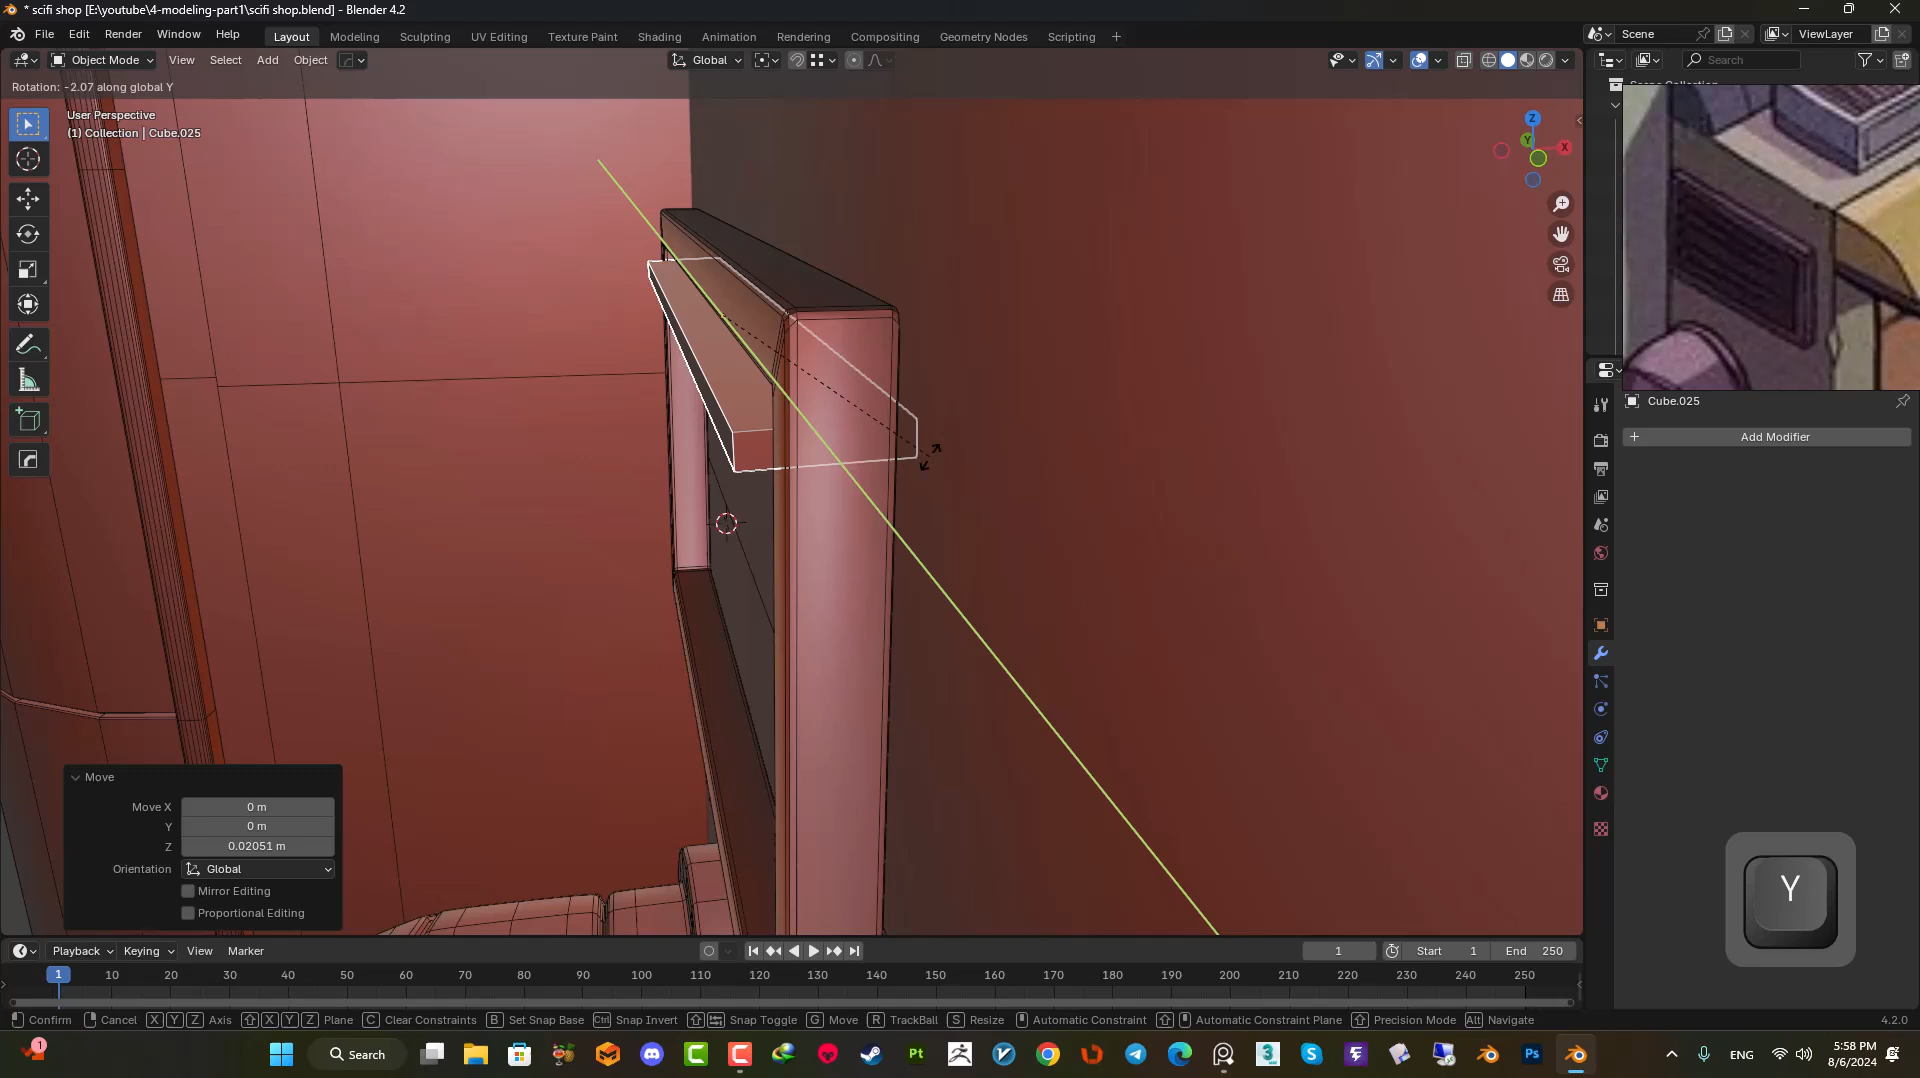 * scifi shop [E:\youtube\4-modeling-part1\scifi shop.blend] - Blender 4.2
File Edit Render Window Help Layout Modeling Sculpting UV Editing Texture Paint Shading Animation Rendering Compositing Geometry Nodes Scripting + Scene ViewLayer
Object Mode View Select Add Object Global Search
Rotation: -2.07 along global Y
User Perspective
(1) Collection | Cube.025
Z
Y
X
Cube.025
Add Modifier
Move
Move X 0 m
Y 0 m
Z 0.02051 m
Orientation Global
Mirror Editing
Proportional Editing
Y
Playback Keying View Marker 1 Start 1 End 250
1 10 20 30 40 50 60 70 80 90 100 110 120 130 140 150 160 170 180 190 200 210 220 230 240 250
Confirm Cancel X Y Z Axis X Y Z Plane C Clear Constraints B Set Snap Base Ctrl Snap Invert Snap Toggle G Move R TrackBall S Resize Automatic Constraint Automatic Constraint Plane Precision Mode Alt Navigate 4.2.0
1 Search Pt 3 S Ps ENG 5:58 PM
8/6/2024